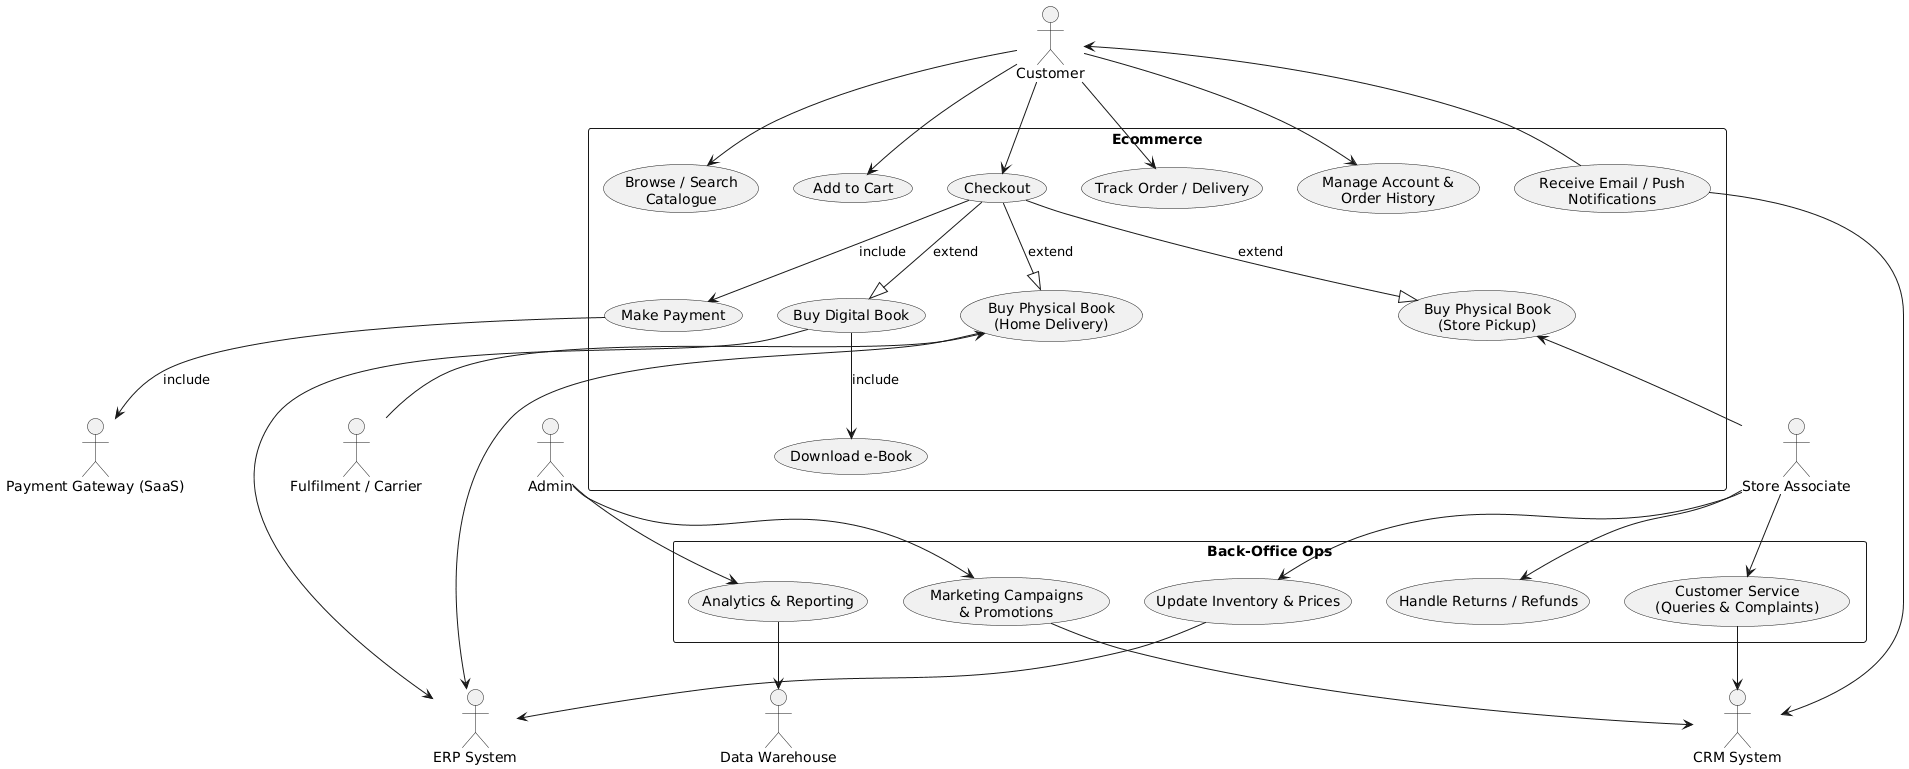 Customer
Ecommerce
Browse / Search
Catalogue
Add to Cart
Checkout
Track Order / Delivery
Manage Account &
Order History
Receive Email / Push
Notifications
include
extend
extend
extend
Make Payment
Buy Digital Book
Buy Physical Book
(Home Delivery)
Buy Physical Book
(Store Pickup)
include
include
Download e-Book
Payment Gateway (SaaS)
Fulfilment / Carrier
Admin
Store Associate
Back-Office Ops
Analytics & Reporting
Marketing Campaigns
& Promotions
Update Inventory & Prices
Handle Returns / Refunds
Customer Service
(Queries & Complaints)
ERP System
Data Warehouse
CRM System